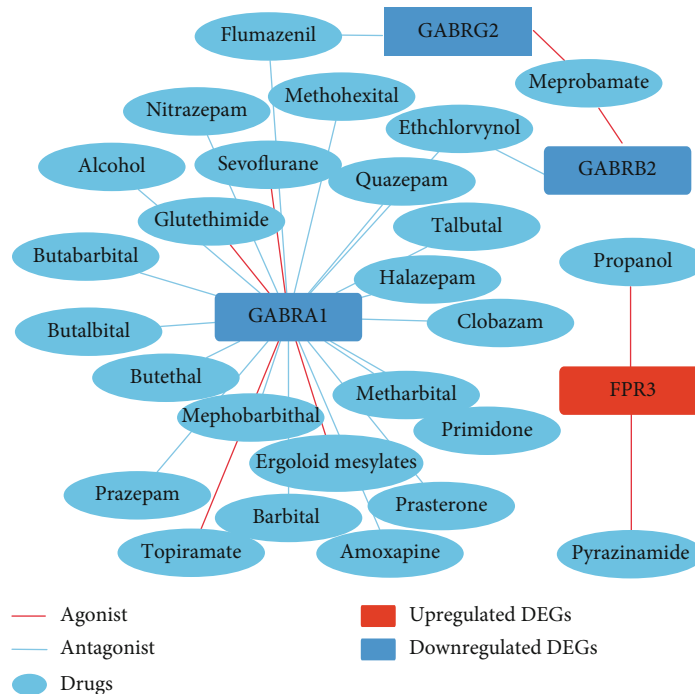 Flumazenil
GABRG2
Meprobamate
Nitrazepam
Methohexital
Ethchlorvynol
Alcohol
Sevoflurane
Quazepam
GABRB2
Glutethimide
Talbutal
Butabarbital
Halazepam
Propanol
GABRA1
Clobazam
Butalbital
Butethal
Metharbital
FPR3
Mephobarbithal
Primidone
Ergoloid mesylates
Prazepam
Prasterone
Barbital
Topiramate
Amoxapine
Pyrazinamide
Agonist
Upregulated DEGs
Antagonist
Downregulated DEGs
Drugs